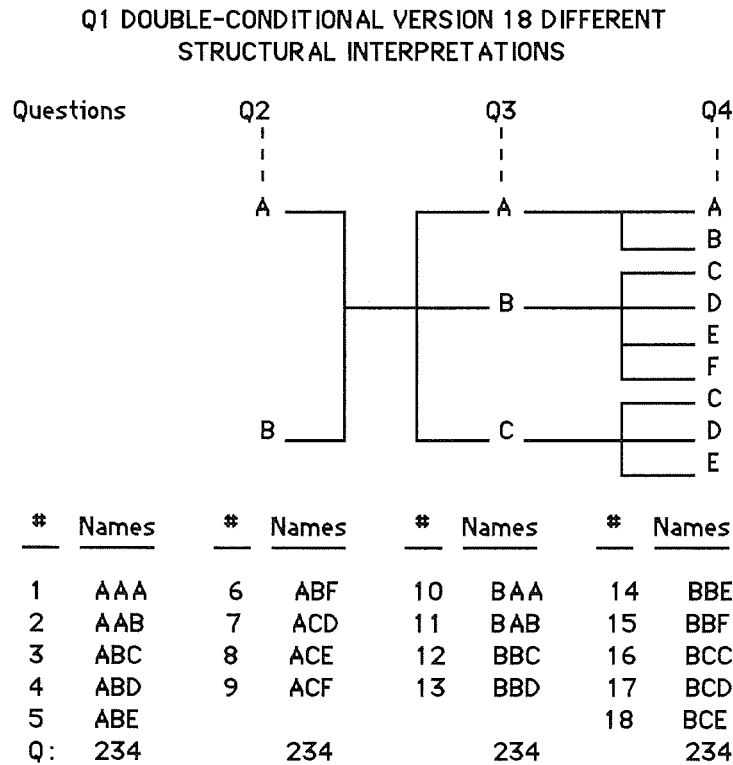 Q1 DOUBLE-CONDITIONAL VERSION 18 DIFFERENT
STRUCTURAL INTERPRETATIONS
Questions Q2 Q3 Q4
A A A
B
C
B D
E
F
C
B C D
E
# Names # Names # Names # Names
1 AAA 6 ABF 10 BAA 14 BBE
2 AAB 7 ACD 11 BAB 15 BBF
3 ABC 8 ACE 12 BBC 16 BCC
4 ABD 9 ACF 13 BBD 17 BCD
5 ABE 18 BCE
Q: 234 234 234 234